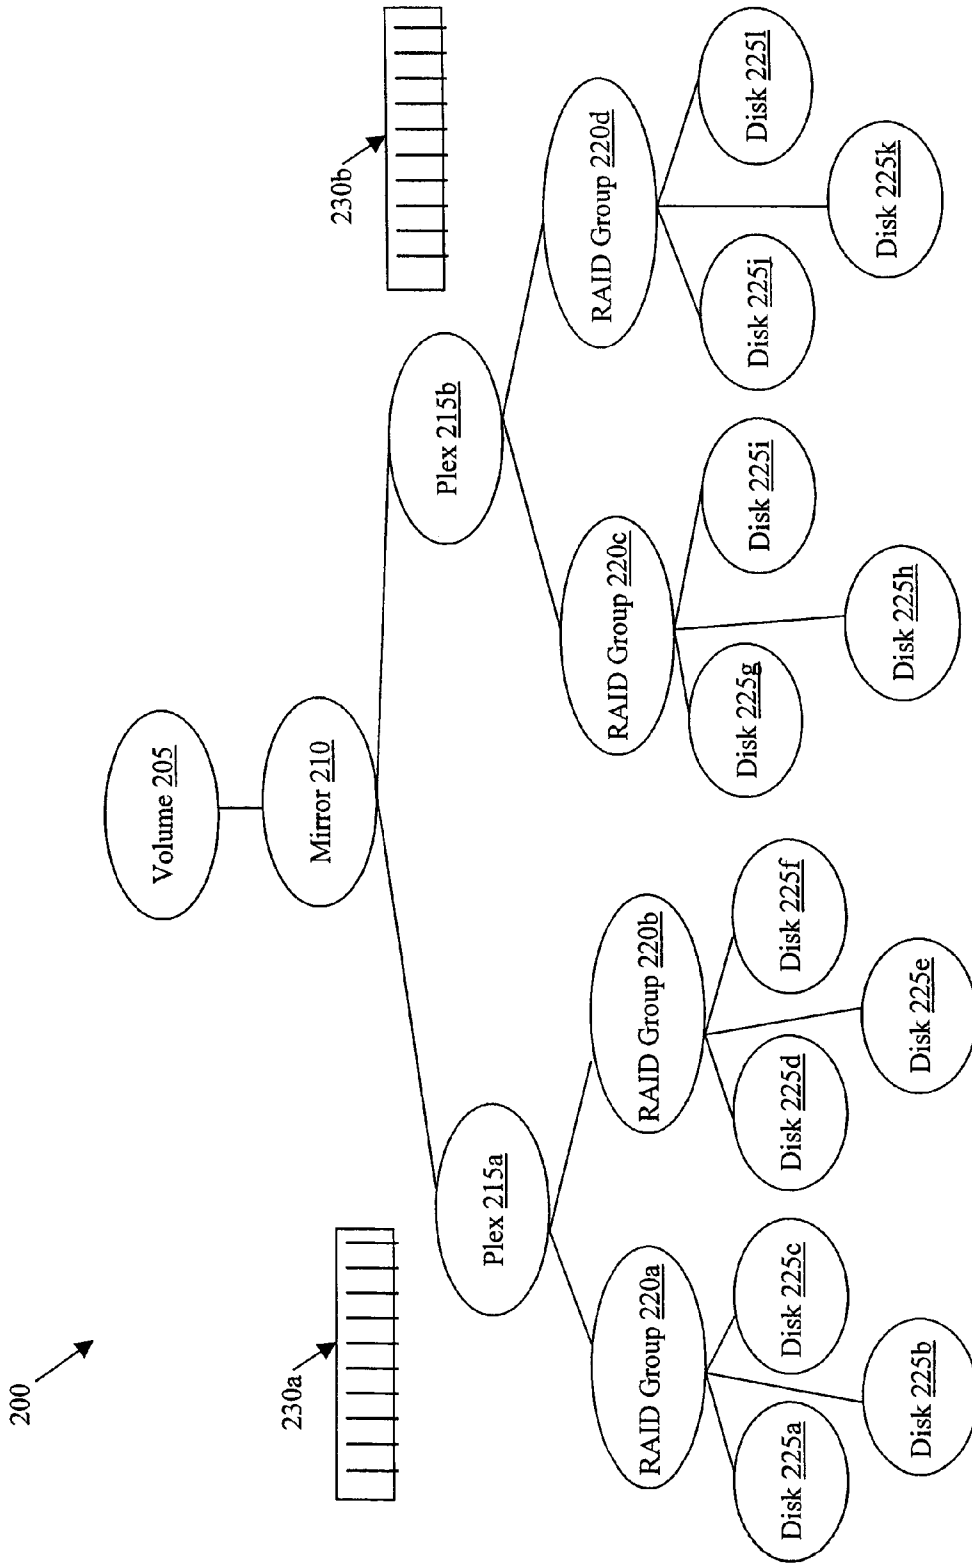 200
Volume 205
230a
Mirror 210
230b
Plex 215a
Plex 215b
RAID Group 220a
RAID Group 220b
RAID Group 220c
RAID Group 220d
Disk 225a
Disk 225c
Disk 225d
Disk 225f
Disk 225g
Disk 225i
Disk 225j
Disk 225l
Disk 225b
Disk 225e
Disk 225h
Disk 225k